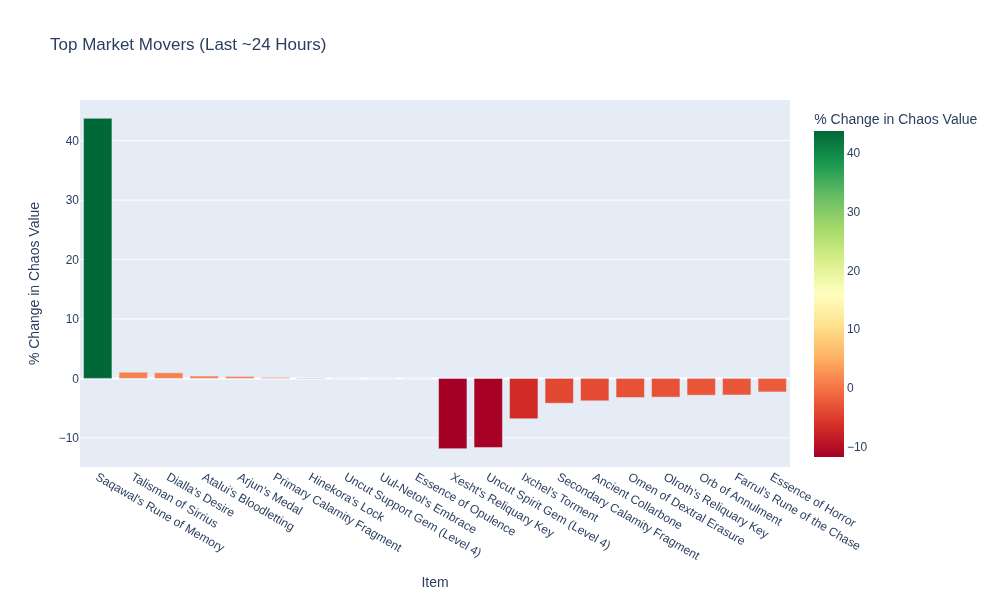 Top Market Movers (Last ~24 Hours)
% Change in Chaos Value
40
30
20
10
0
−10
% Change in Chaos Value
40
30
20
10
0
−10
Saqawal's Rune of Memory
Talisman of Sirrius
Dialla's Desire
Atalui's Bloodletting
Arjun's Medal
Primary Calamity Fragment
Hinekora's Lock
Uncut Support Gem (Level 4)
Uul-Netol's Embrace
Essence of Opulence
Xesht's Reliquary Key
Uncut Spirit Gem (Level 4)
Ixchel's Torment
Secondary Calamity Fragment
Ancient Collarbone
Omen of Dextral Erasure
Olroth's Reliquary Key
Orb of Annulment
Farrul's Rune of the Chase
Essence of Horror
Item